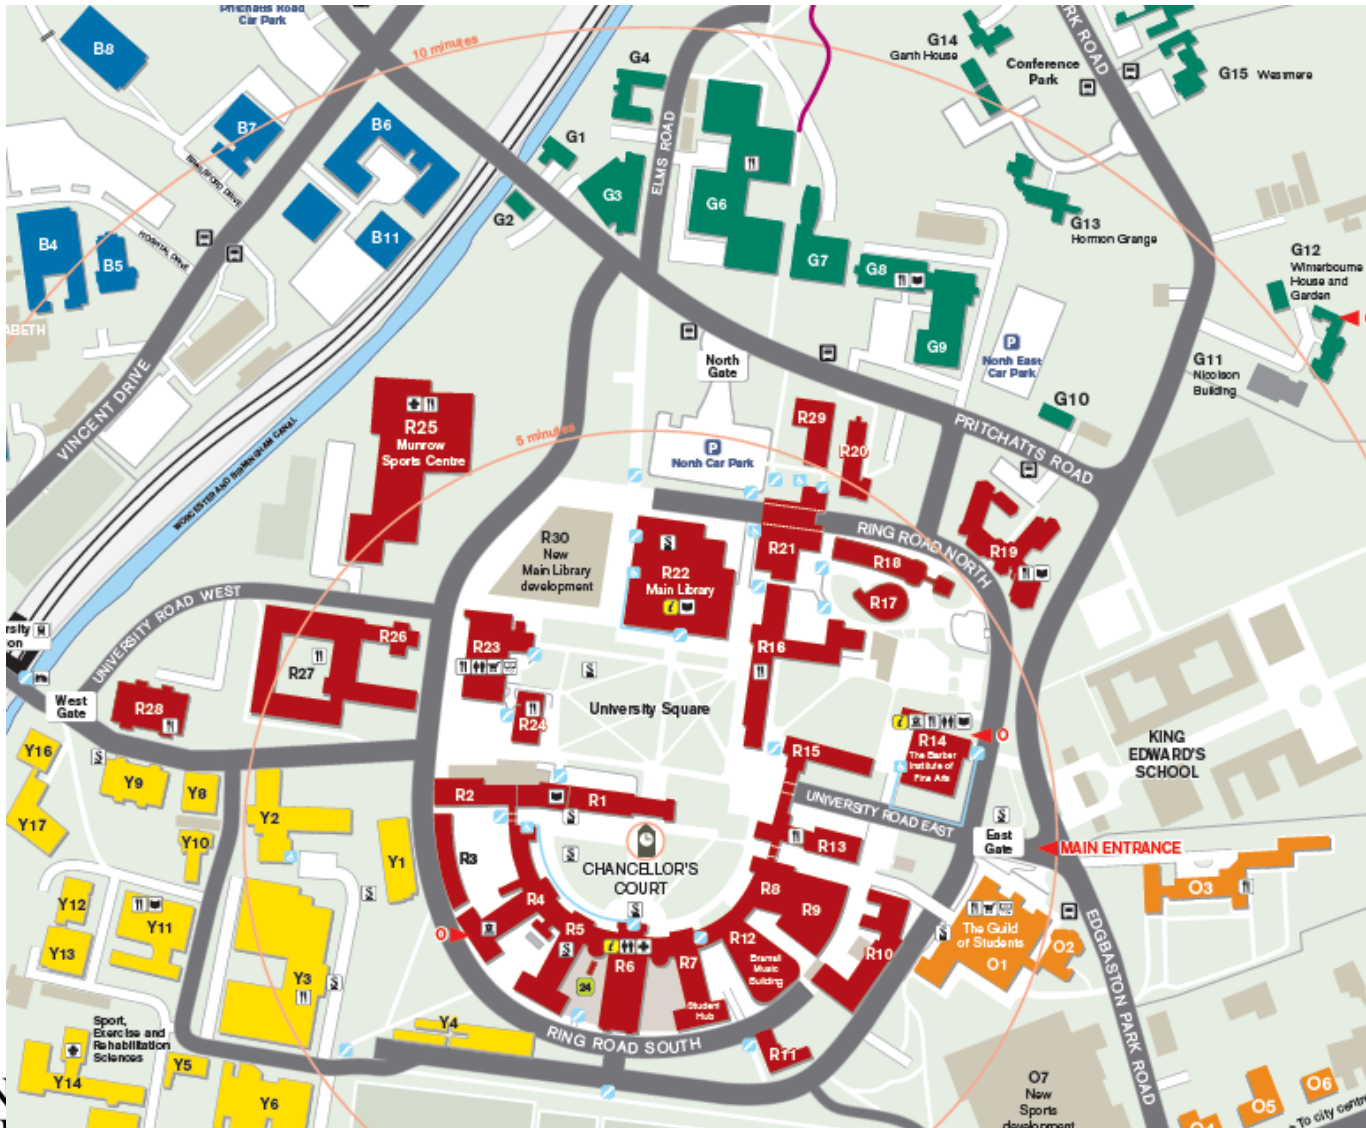 Pritchatts Road
Car Park
B8
10 minutes
G4
G14
Garth House
Conference
Park
G15 Westmere
B7
B6
G1
ELMS ROAD
G3
G2
G6
G13
Hornton Grange
B4
B5
B11
G7
G8
G12
Winterbourne
House and
Garden
VINCENT DRIVE
G9
P
North East
Car Park
North
Gate
G11
Nicolson
Building
G10
R25
Munrow
Sports Centre
5 minutes
P
North Car Park
R29
R20
PRITCHATTS ROAD
WORCESTER AND BIRMINGHAM CANAL
R30
New
Main Library
development
R22
Main Library
R21
RING ROAD NORTH
R18
R19
R17
UNIVERSITY ROAD WEST
R26
R27
R23
R16
R28
West
Gate
R24
University Square
R14
The Barber
Institute of
Fine Arts
KING
EDWARD'S
SCHOOL
Y16
Y9
Y8
Y2
R2
R1
R15
UNIVERSITY ROAD EAST
Y17
Y10
Y1
R3
CHANCELLOR'S
COURT
R13
East
Gate
MAIN ENTRANCE
O3
Y12
Y11
Y13
R4
R5
R6
R7
R8
R9
R12
Bramall
Music
Building
R10
The Guild
of Students
O1
O2
EDGBASTON PARK ROAD
Y3
24
Student
Hub
Sport,
Exercise and
Rehabilitation
Sciences
Y4
RING ROAD SOUTH
R11
Y14
Y5
Y6
O7
New
Sports
development
O4
O5
O6
To city centre